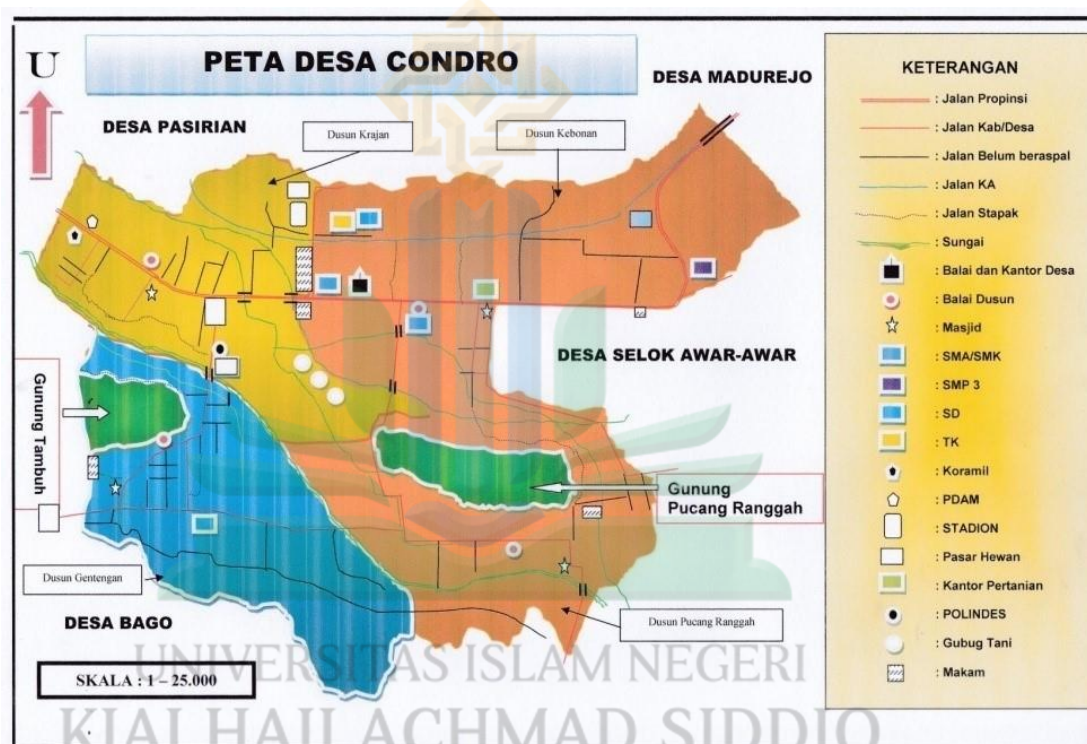 PETA DESA CONDRO
U
DESA MADUREJO
DESA PASIRIAN
Dusun Krajan
Dusun Kebonan
DESA SELOK AWAR-AWAR
Gunung Tambuh
Gunung
Pucang Ranggah
Dusun Gentengan
Dusun Pucang Ranggah
DESA BAGO
SKALA : 1 – 25.000
KETERANGAN
: Jalan Propinsi
: Jalan Kab/Desa
: Jalan Belum beraspal
: Jalan KA
: Jalan Stapak
: Sungai
: Balai dan Kantor Desa
: Balai Dusun
: Masjid
: SMA/SMK
: SMP 3
: SD
: TK
: Koramil
: PDAM
: STADION
: Pasar Hewan
: Kantor Pertanian
: POLINDES
: Gubug Tani
: Makam
UNIVERSITAS ISLAM NEGERI
KIAI HAJI ACHMAD SIDDIQ